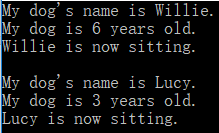 My dog's name is Willie.
My dog is 6 years old.
Willie is now sitting.

My dog's name is Lucy.
My dog is 3 years old.
Lucy is now sitting.